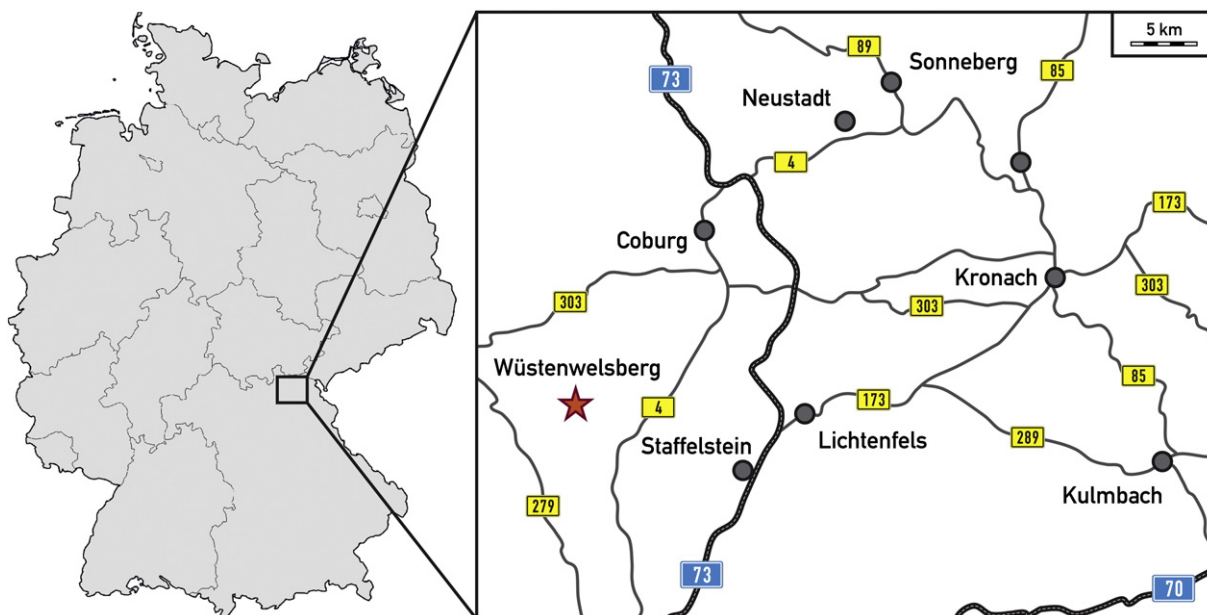 5 km
89
Sonneberg
85
73
Neustadt
4
173
Coburg
Kronach
303
303
303
Wüstenwelsberg
85
4
173
Lichtenfels
289
Staffelstein
Kulmbach
279
73
70